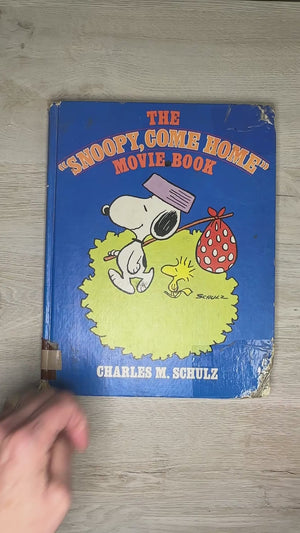 THE
"SNOOPY, COME HOME"
MOVIE BOOK
SCHULZ
CHARLES M. SCHULZ